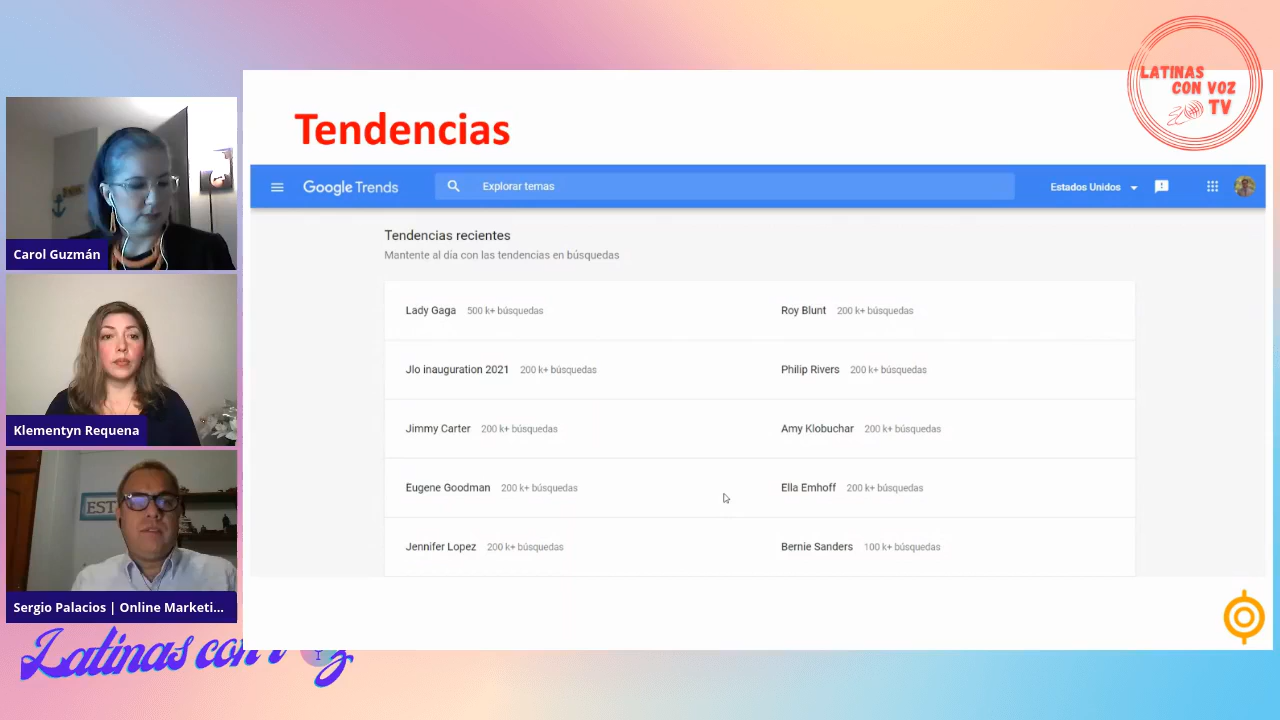 LATINAS
CON VOZ
TV
Tendencias
Google Trends
Explorar temas
Estados Unidos
Tendencias recientes
Mantente al día con las tendencias en búsquedas
Lady Gaga 500 k+ búsquedas
Roy Blunt 200 k+ búsquedas
Jlo inauguration 2021 200 k+ búsquedas
Philip Rivers 200 k+ búsquedas
Jimmy Carter 200 k+ búsquedas
Amy Klobuchar 200 k+ búsquedas
Eugene Goodman 200 k+ búsquedas
Ella Emhoff 200 k+ búsquedas
Jennifer Lopez 200 k+ búsquedas
Bernie Sanders 100 k+ búsquedas
Carol Guzmán
Klementyn Requena
EST
Sergio Palacios | Online Marketi...
Latinas con